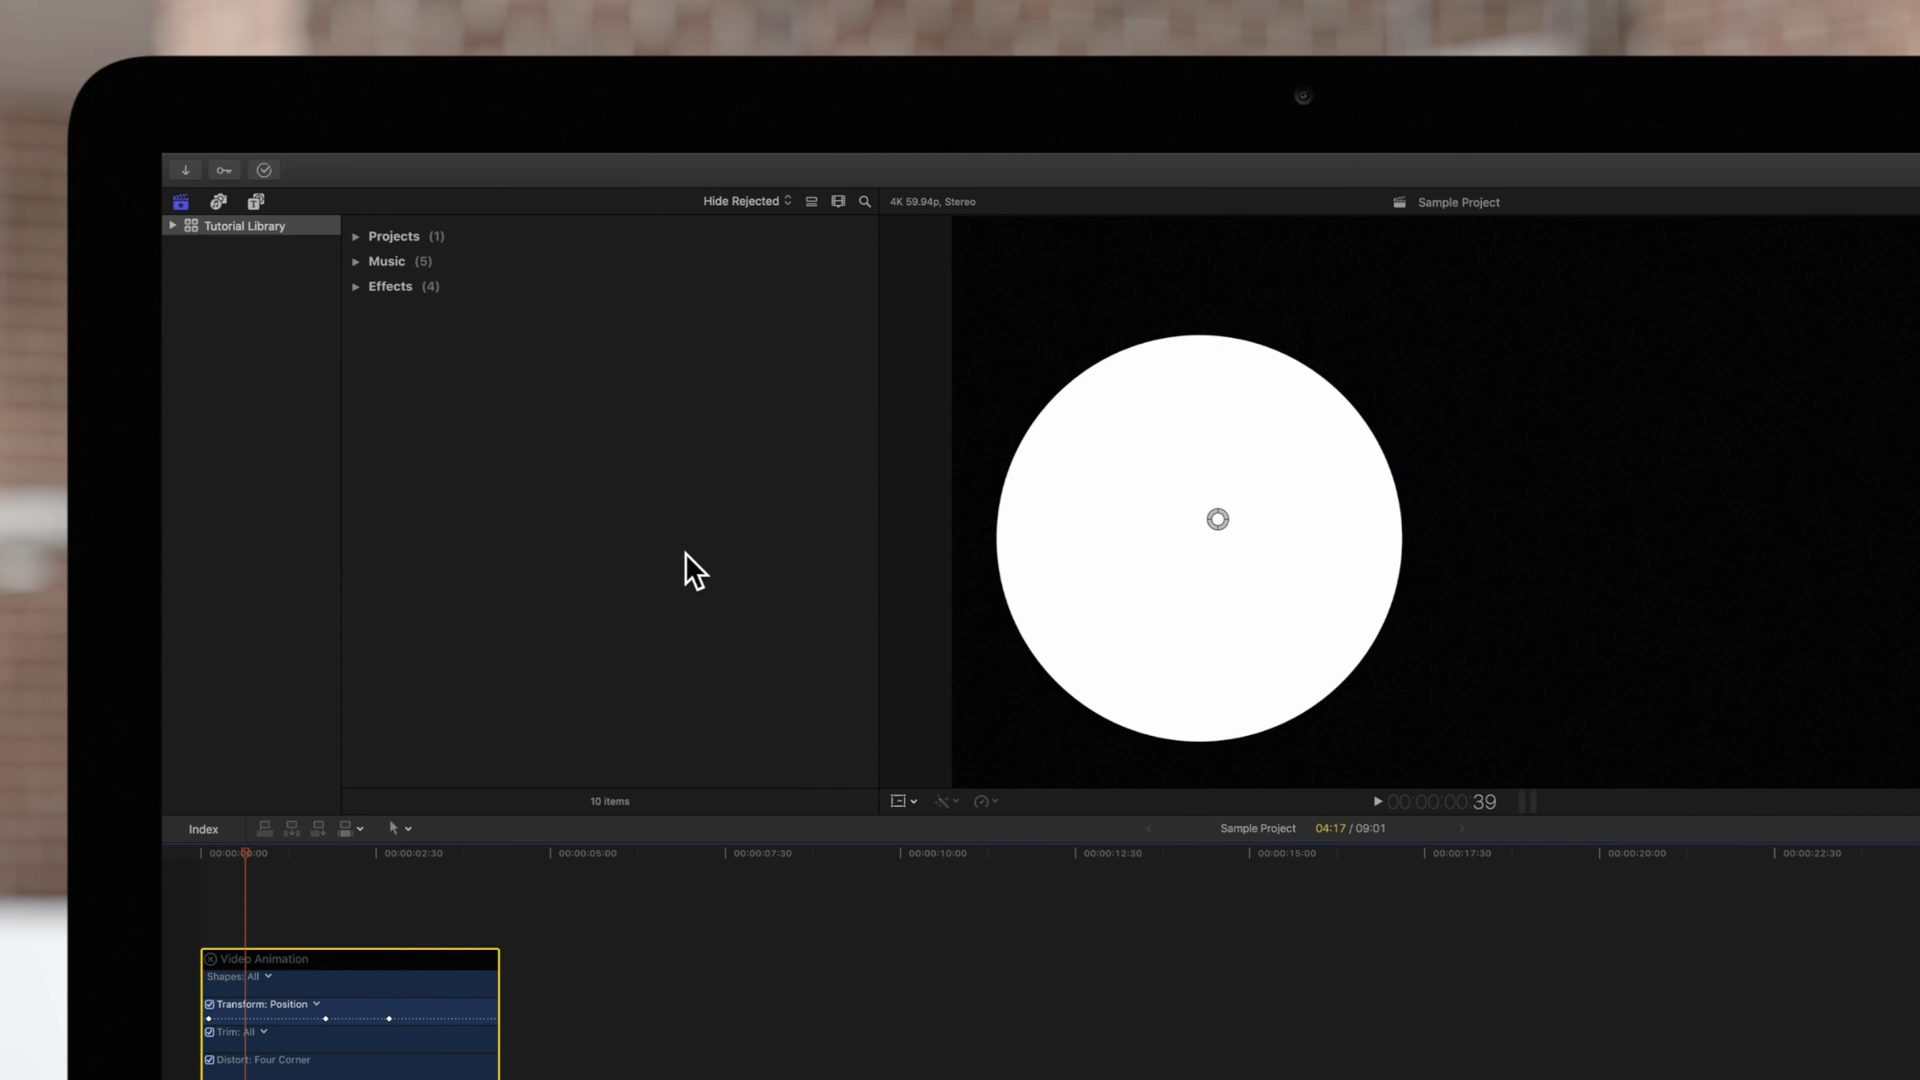 Hide Rejected
4K 59.94p, Stereo
Sample Project
Tutorial Library
Projects (1)
Music (5)
Effects (4)
10 items
00:00:00:00:39
Index
Sample Project 04:17 / 09:01
00:00:00:00 00:00:02:30 00:00:05:00 00:00:07:30 00:00:10:00 00:00:12:30 00:00:15:00 00:00:17:30 00:00:20:00 00:00:22:30
Video Animation
Shapes: All
Transform: Position
Trim: All
Distort: Four Corner